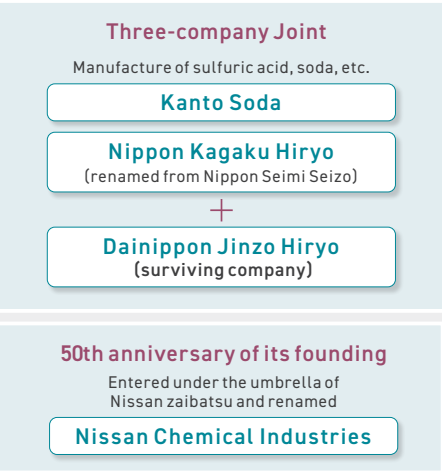 Three-company Joint
Manufacture of sulfuric acid, soda, etc.
Kanto Soda
Nippon Kagaku Hiryo
(renamed from Nippon Seimi Seizo)
+
Dainippon Jinzo Hiryo
(surviving company)
50th anniversary of its founding
Entered under the umbrella of
Nissan zaibatsu and renamed
Nissan Chemical Industries